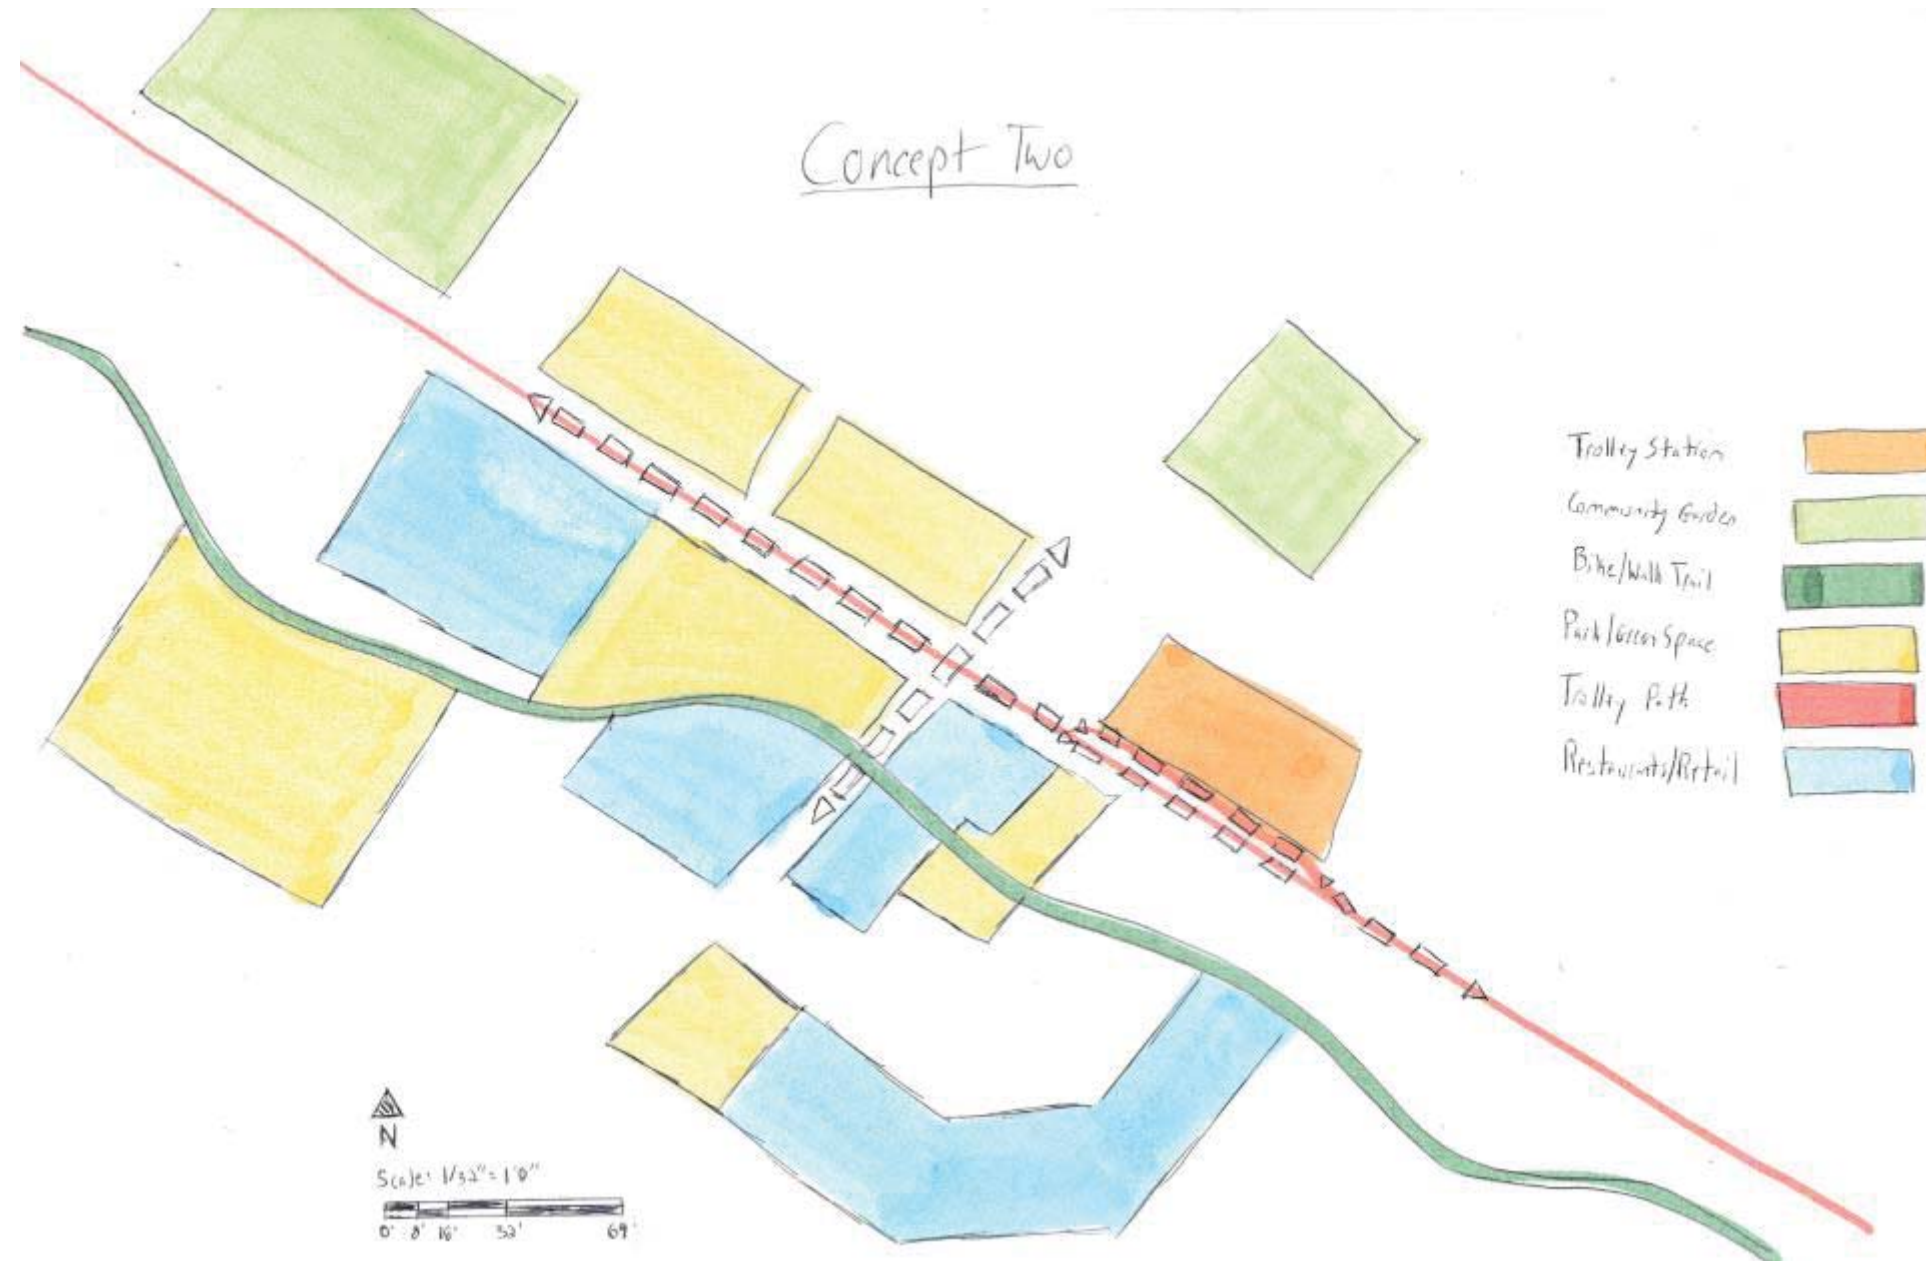 Concept Two
Trolley Station
Community Garden
Bike/Walk Trail
Park/Green Space
Trolley Path
Restaurants/Retail
N
Scale: 1/32" = 1'0"
0' 8' 16' 32' 64'